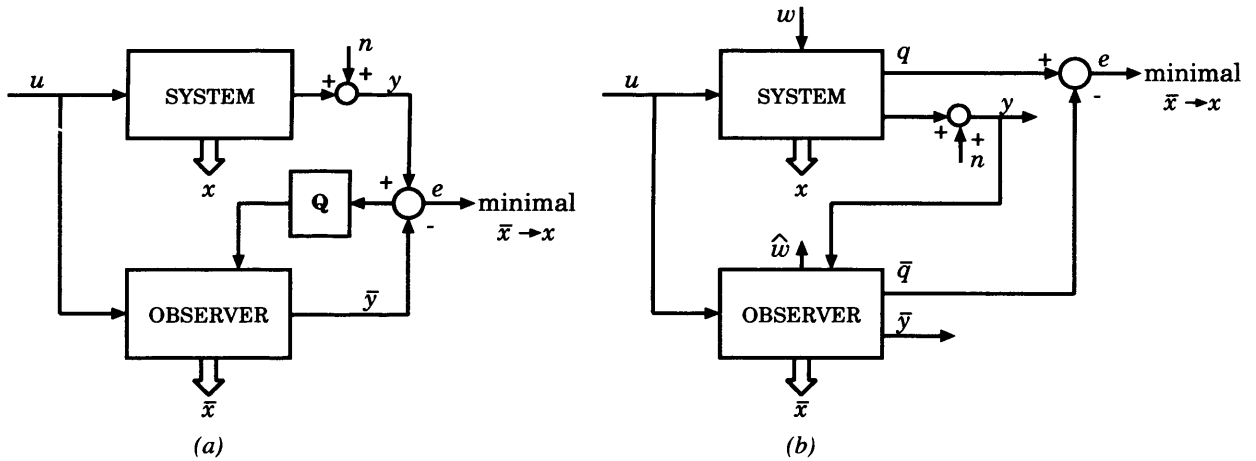 u
SYSTEM
x
n
+
+
y
+
Q
e
minimal
x̄ → x
-
OBSERVER
ȳ
x̄
(a)
w
u
SYSTEM
x
q
+
e
minimal
x̄ → x
-
y
+
+
n
ŵ
OBSERVER
q̄
ȳ
x̄
(b)